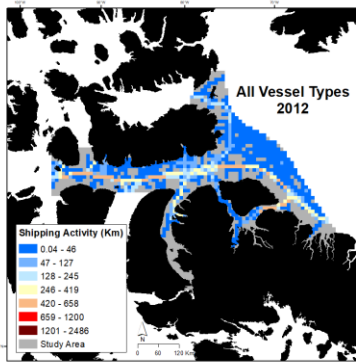 All Vessel Types
2012
Shipping Activity (Km)
0.04 - 46
47 - 127
128 - 245
246 - 419
420 - 658
659 - 1200
1201 - 2486
Study Area
N
0 30 60 120 Km